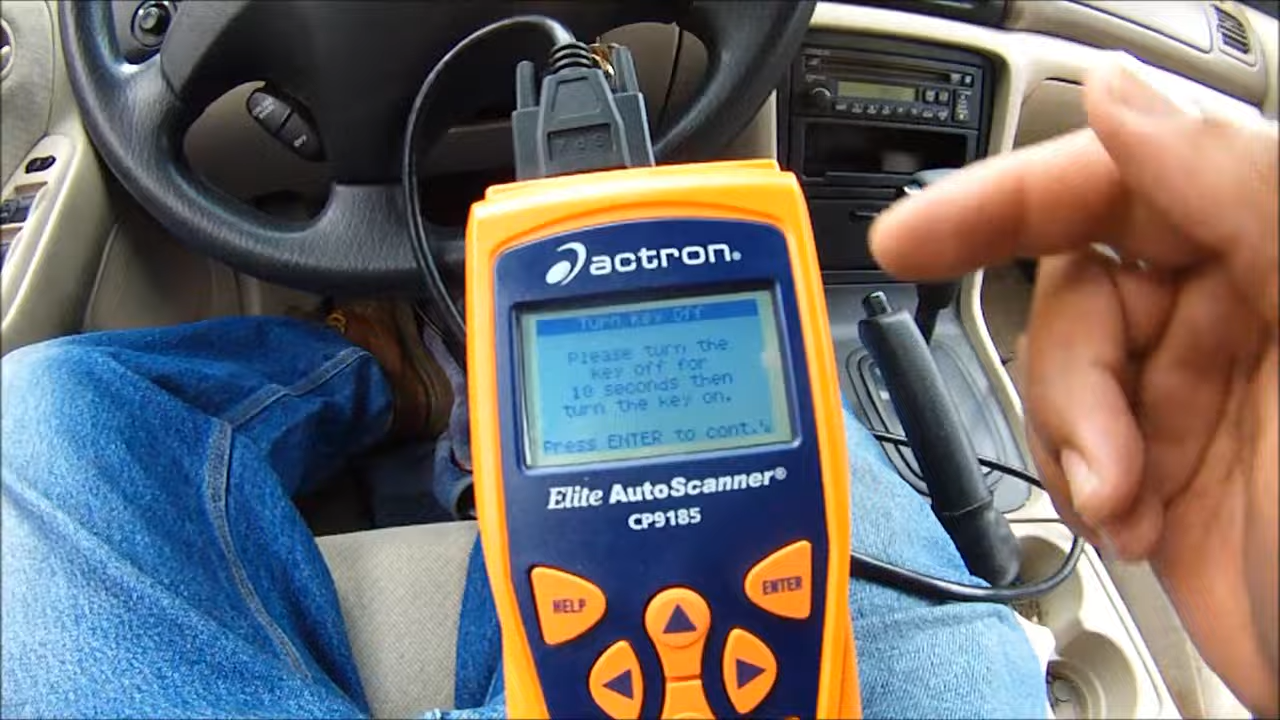 actron®
Turn Key Off
Please turn the
key off for
10 seconds then
turn the key on.
Press ENTER to cont.
Elite AutoScanner®
CP9185
HELP
ENTER